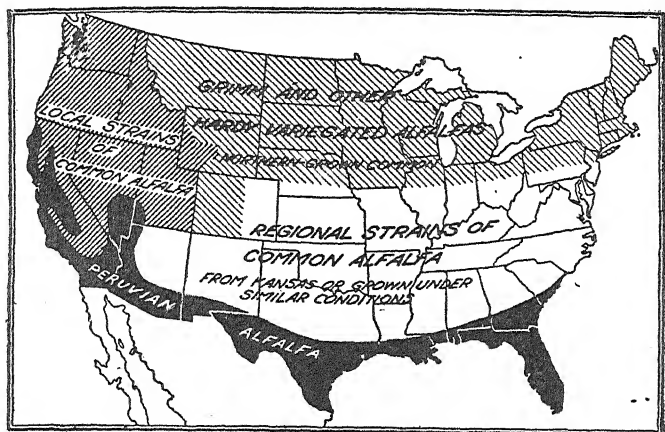 GRIMM AND OTHER
HARDY VARIEGATED ALFALFAS
NORTHERN-GROWN COMMON
LOCAL STRAINS
OF
COMMON ALFALFA
REGIONAL STRAINS OF
COMMON ALFALFA
FROM KANSAS OR GROWN UNDER
SIMILAR CONDITIONS
PERUVIAN
ALFALFA